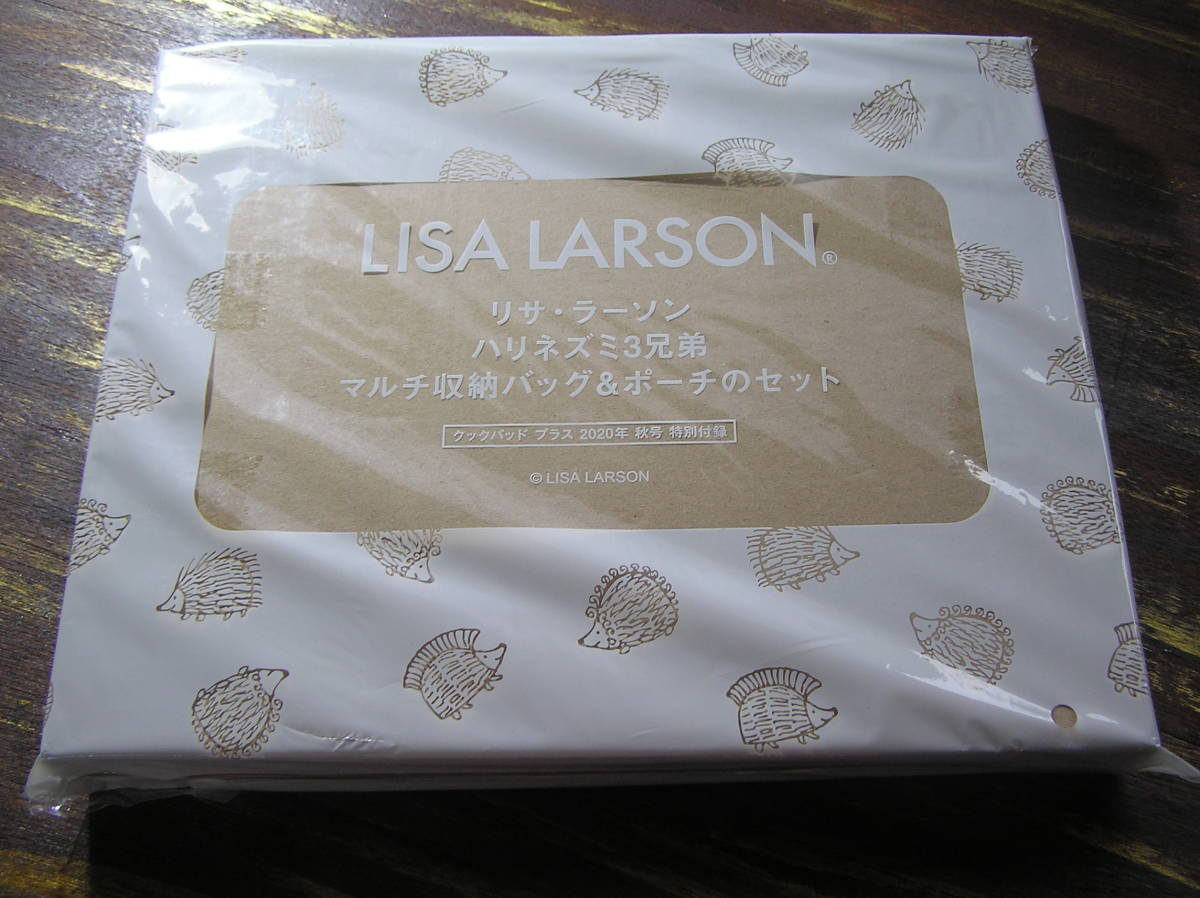 LISA LARSON®
リサ・ラーソン
ハリネズミ3兄弟
マルチ収納バッグ&ポーチのセット
クックパッド プラス 2020年 秋号 特別付録
© LISA LARSON